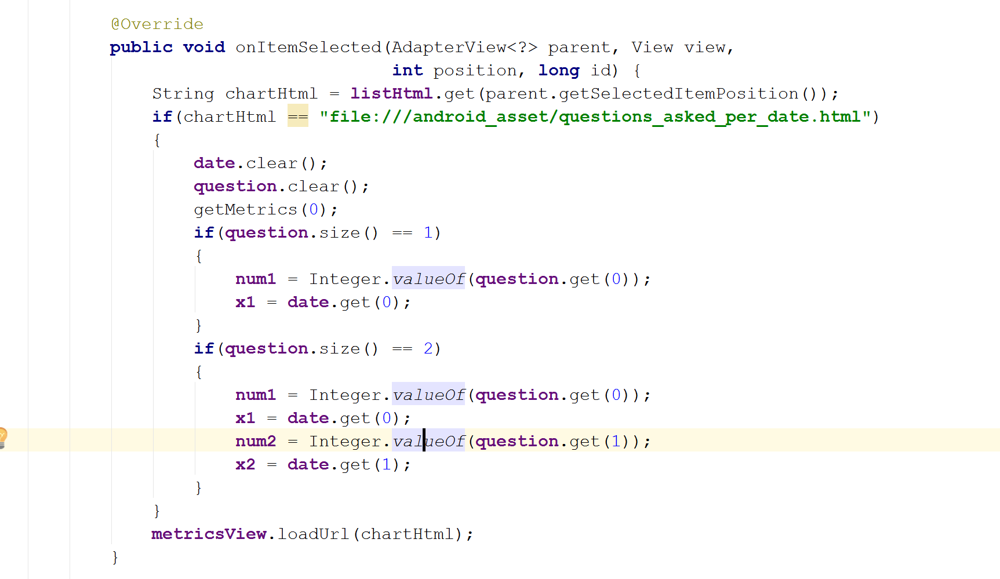 @Override
public void onItemSelected(AdapterView<?> parent, View view,
int position, long id) {
String chartHtml = listHtml.get(parent.getSelectedItemPosition());
if(chartHtml == "file:///android_asset/questions_asked_per_date.html")
{
date.clear();
question.clear();
getMetrics(0);
if(question.size() == 1)
{
num1 = Integer.valueOf(question.get(0));
x1 = date.get(0);
}
if(question.size() == 2)
{
num1 = Integer.valueOf(question.get(0));
x1 = date.get(0);
num2 = Integer.valueOf(question.get(1));
x2 = date.get(1);
}
}
metricsView.loadUrl(chartHtml);
}